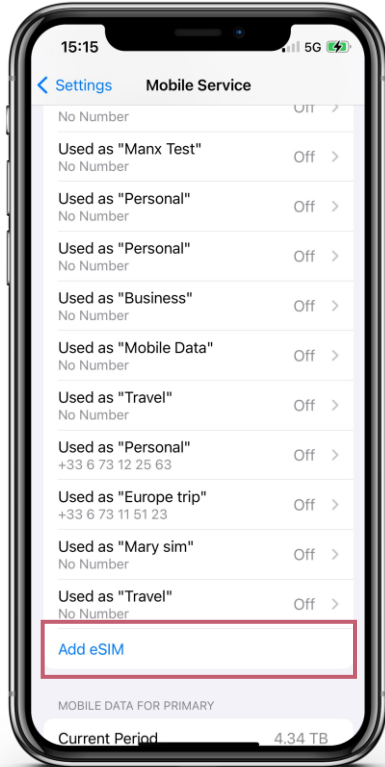 15:15 5G
Settings Mobile Service
No Number Off
Used as "Manx Test"
No Number Off
Used as "Personal"
No Number Off
Used as "Personal"
No Number Off
Used as "Business"
No Number Off
Used as "Mobile Data"
No Number Off
Used as "Travel"
No Number Off
Used as "Personal"
+33 6 73 12 25 63 Off
Used as "Europe trip"
+33 6 73 11 51 23 Off
Used as "Mary sim"
No Number Off
Used as "Travel"
No Number Off
Add eSIM
MOBILE DATA FOR PRIMARY
Current Period 4.34 TB